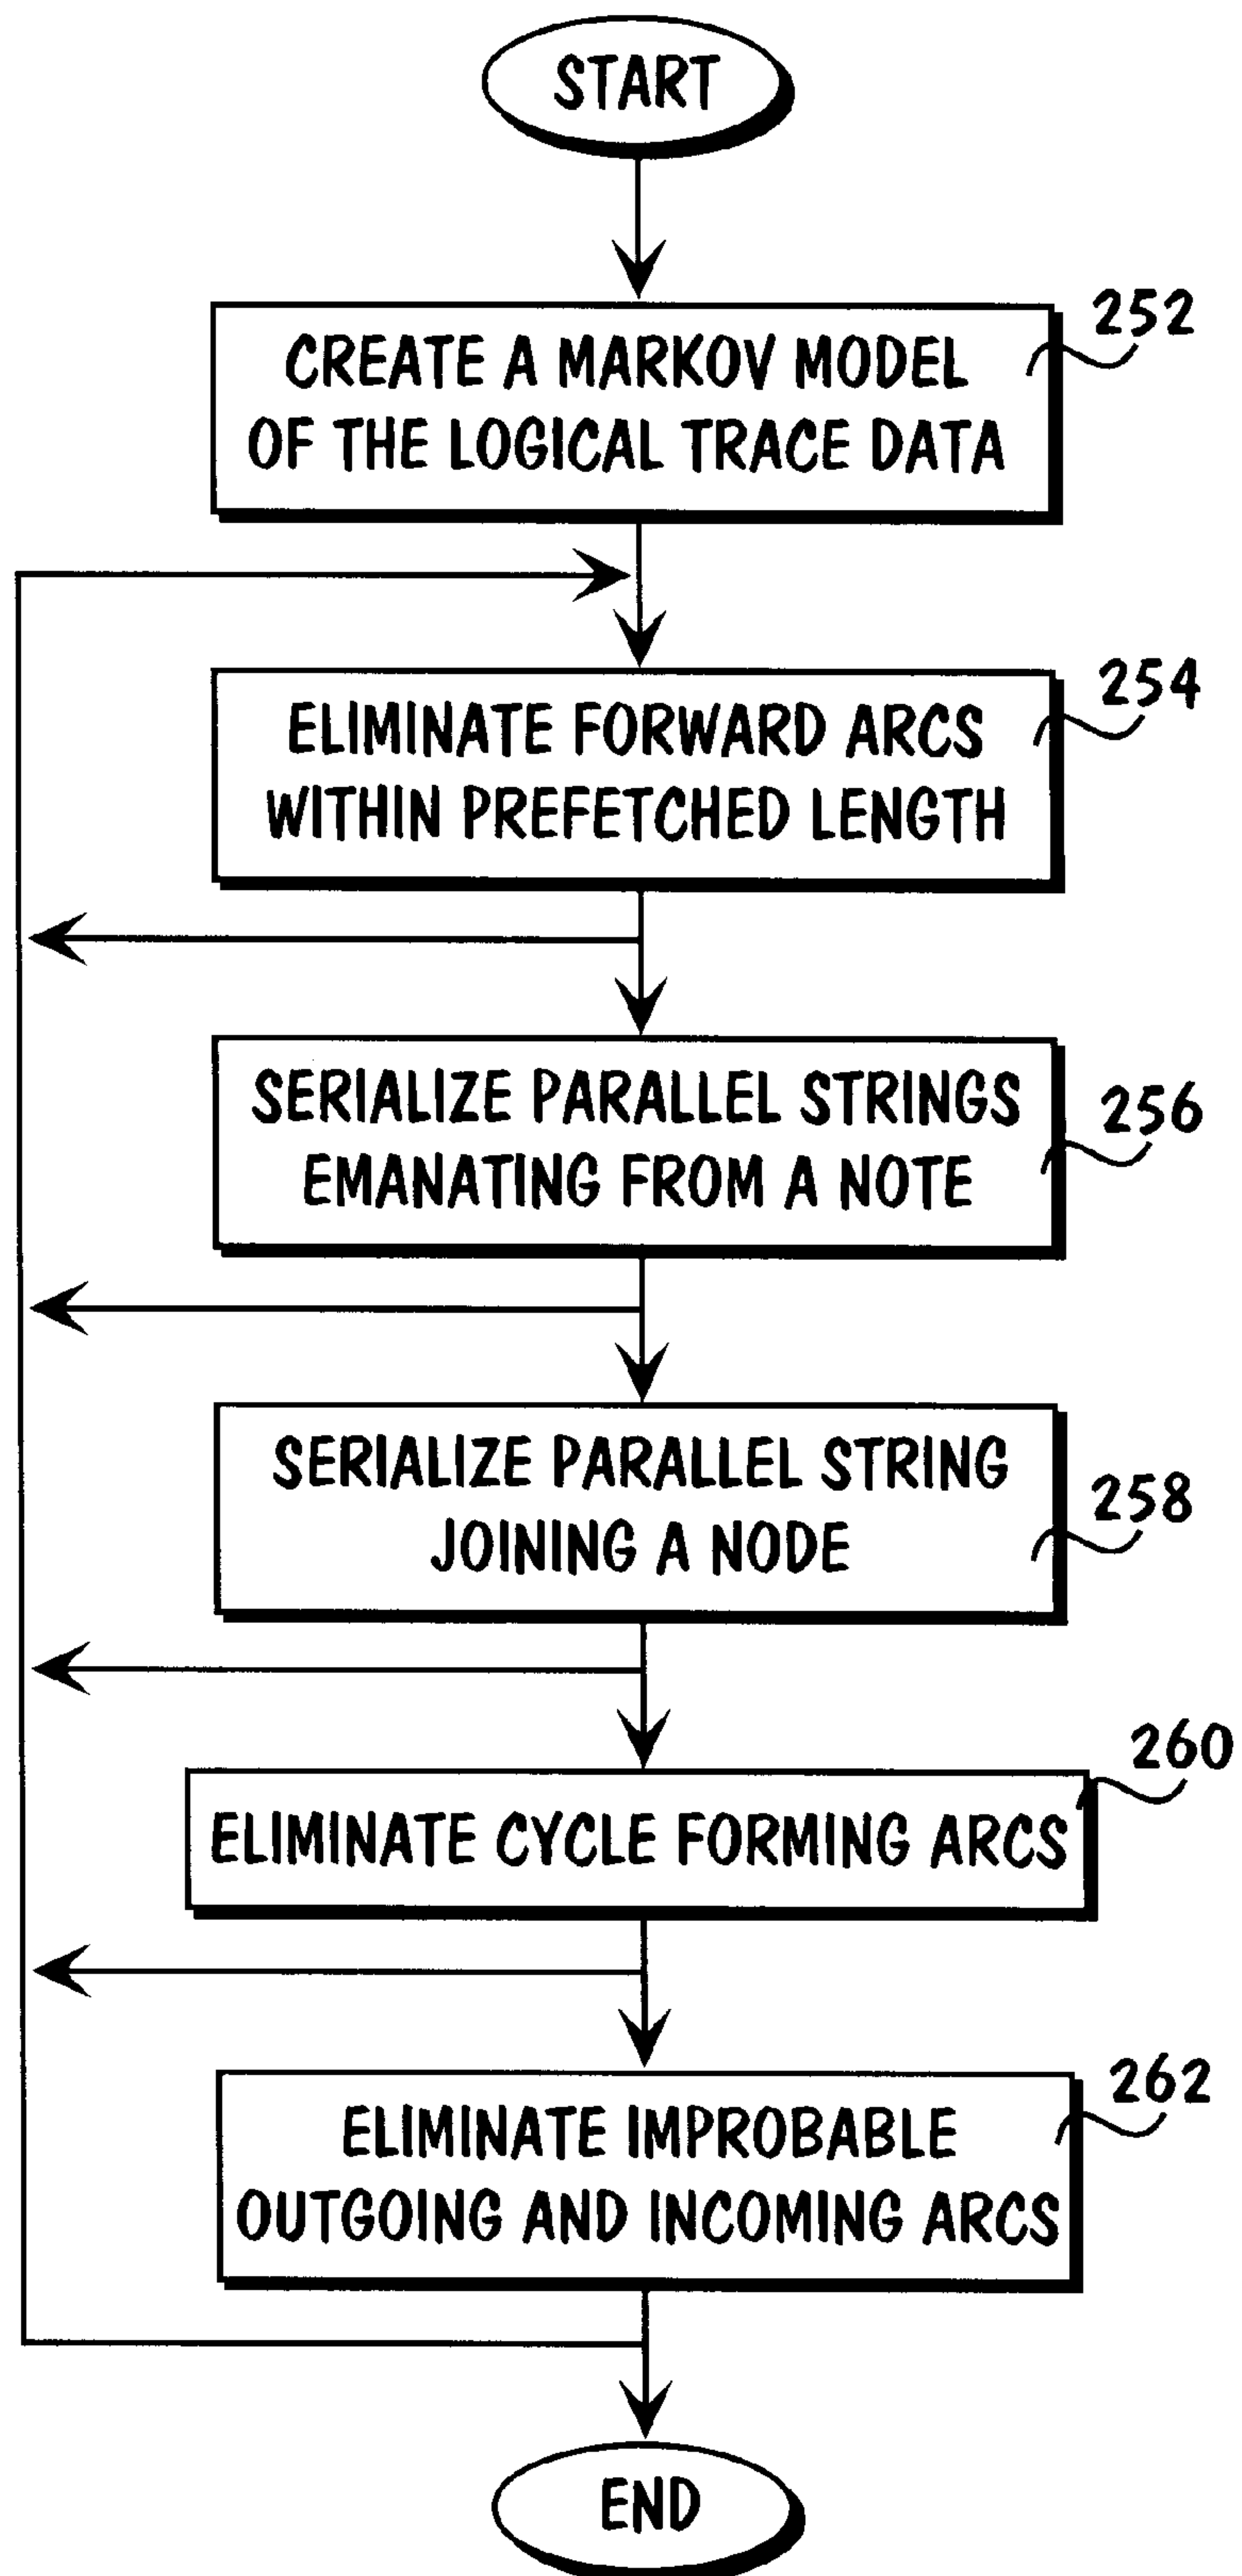 START
252
CREATE A MARKOV MODEL
OF THE LOGICAL TRACE DATA
254
ELIMINATE FORWARD ARCS
WITHIN PREFETCHED LENGTH
256
SERIALIZE PARALLEL STRINGS
EMANATING FROM A NOTE
258
SERIALIZE PARALLEL STRING
JOINING A NODE
260
ELIMINATE CYCLE FORMING ARCS
262
ELIMINATE IMPROBABLE
OUTGOING AND INCOMING ARCS
END